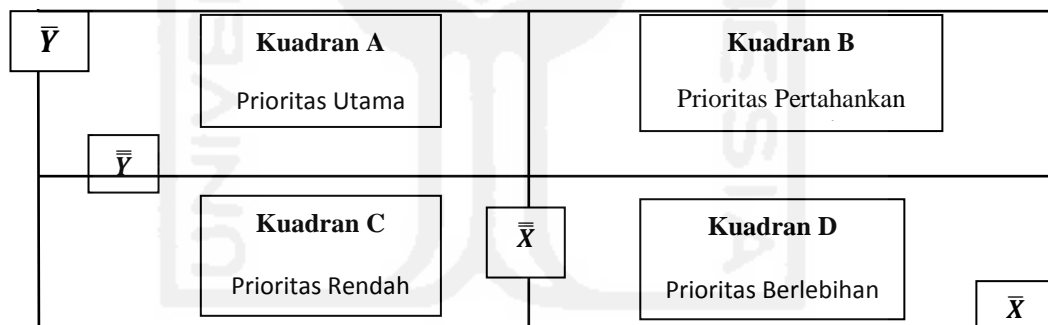 Ȳ
Kuadran A
Prioritas Utama
Kuadran B
Prioritas Pertahankan
Y̿
Kuadran C
Prioritas Rendah
X̿
Kuadran D
Prioritas Berlebihan
X̄